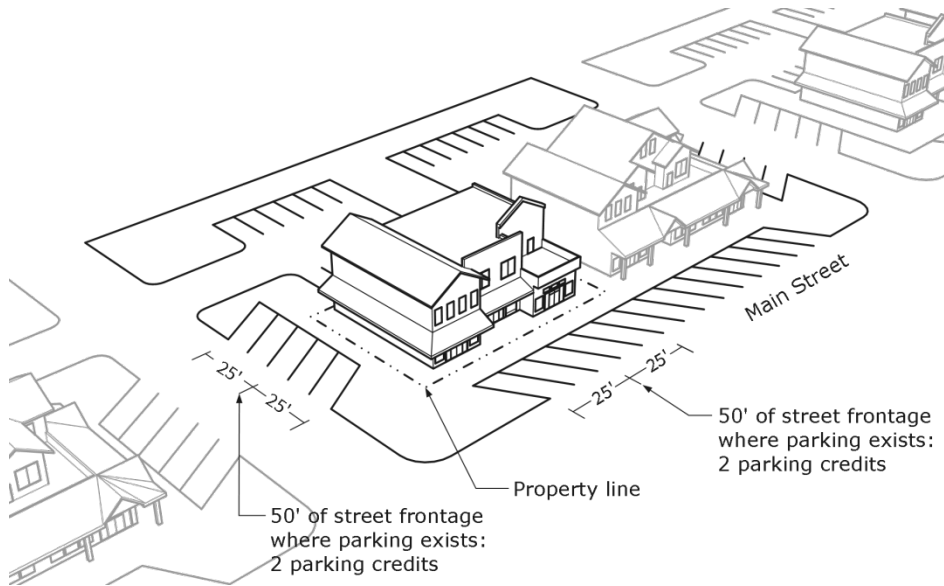 Main Street
25'
25'
25'
25'
50' of street frontage
where parking exists:
2 parking credits
Property line
50' of street frontage
where parking exists:
2 parking credits